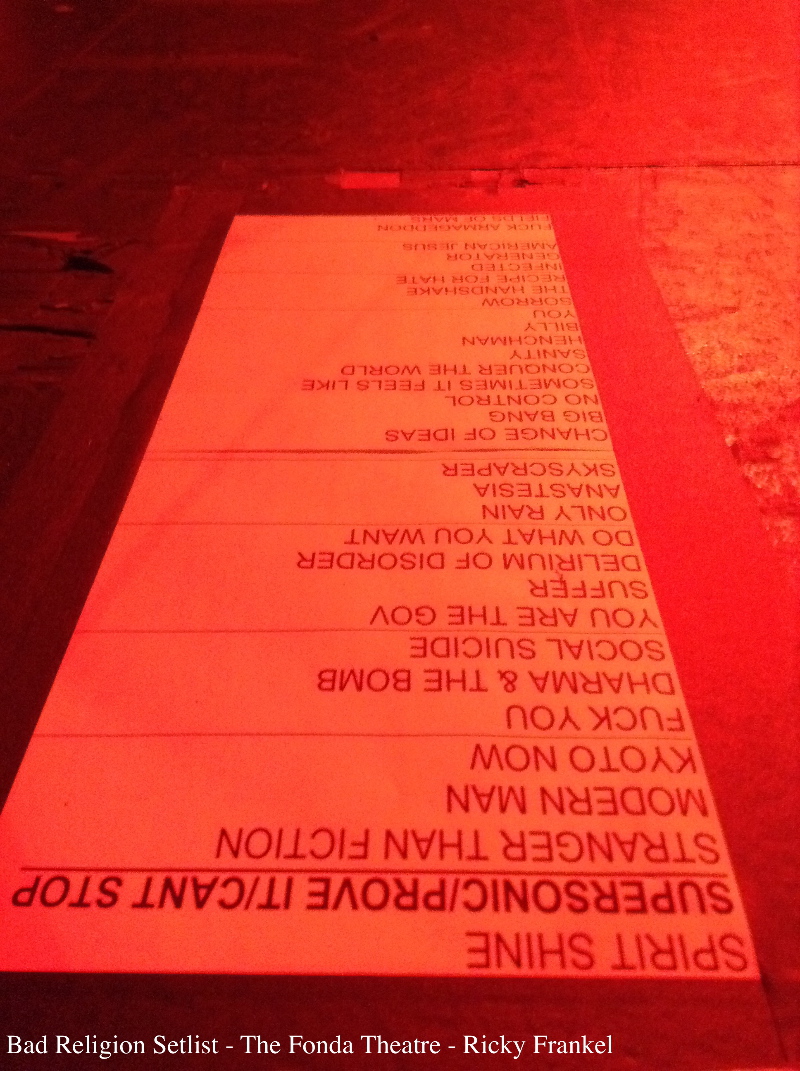 SPIRIT SHINE
SUPERSONIC/PROVE IT/CANT STOP
STRANGER THAN FICTION
MODERN MAN
KYOTO NOW
FUCK YOU
DHARMA & THE BOMB
SOCIAL SUICIDE
YOU ARE THE GOV
SUFFER
DELIRIUM OF DISORDER
DO WHAT YOU WANT
ONLY RAIN
ANASTESIA
SKYSCRAPER
CHANGE OF IDEAS
BIG BANG
NO CONTROL
SOMETIMES IT FEELS LIKE
CONQUER THE WORLD
SANITY
HENCHMAN
BILLY
YOU
SORROW
THE HANDSHAKE
RECIPE FOR HATE
INFECTED
GENERATOR
AMERICAN JESUS
FUCK ARMAGEDDON
FIELDS OF MARS
Bad Religion Setlist - The Fonda Theatre - Ricky Frankel